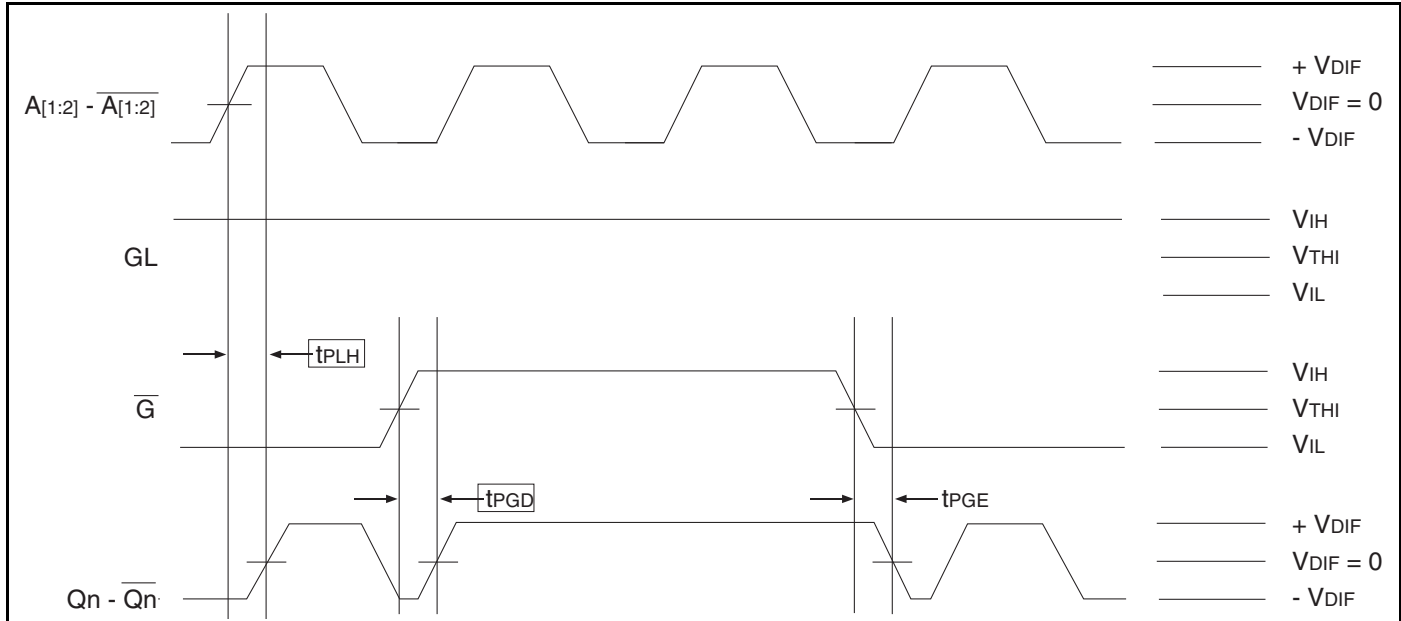 + VDIF
A[1:2] - A[1:2]
VDIF = 0
- VDIF
VIH
GL
VTHI
VIL
tPLH
VIH
G
VTHI
VIL
tPGD
tPGE
+ VDIF
VDIF = 0
Qn - Qn
- VDIF